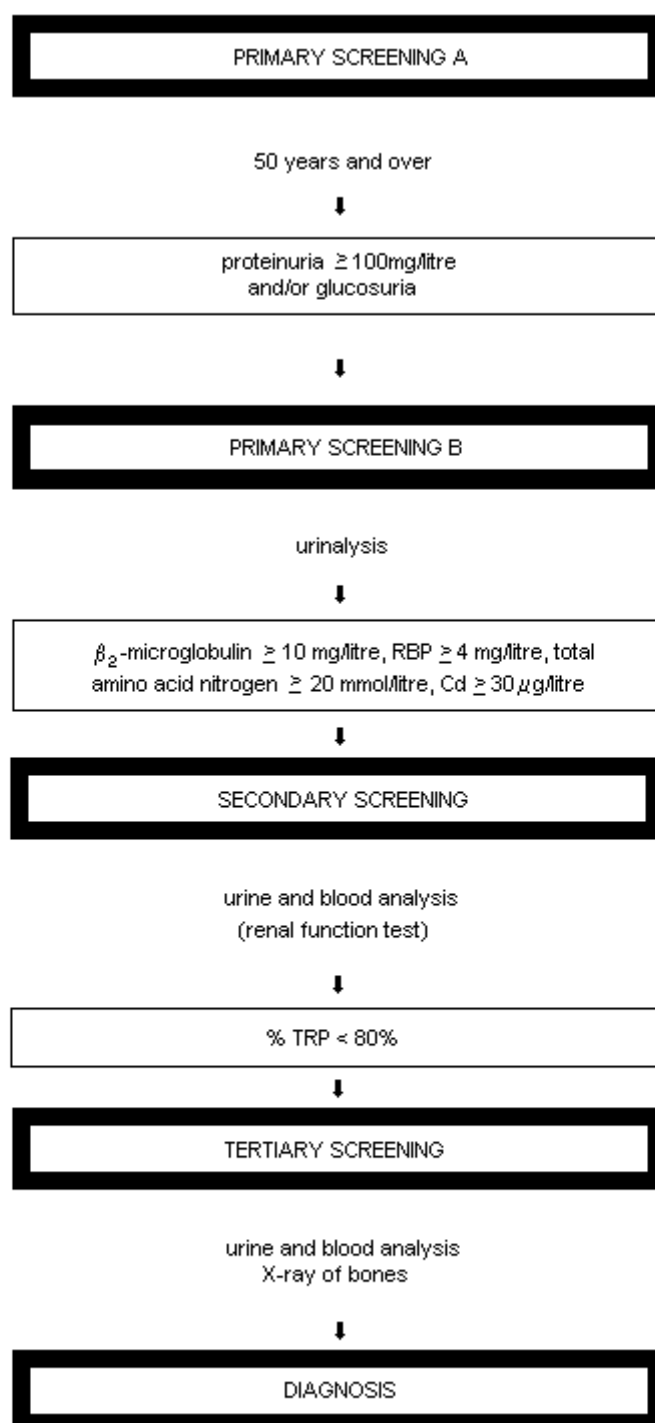 PRIMARY SCREENING A
50 years and over
⬇
proteinuria ≥100mg/litre
and/or glucosuria
⬇
PRIMARY SCREENING B
urinalysis
⬇
β₂-microglobulin ≥ 10 mg/litre, RBP ≥ 4 mg/litre, total
amino acid nitrogen ≥ 20 mmol/litre, Cd ≥ 30 μg/litre
⬇
SECONDARY SCREENING
urine and blood analysis
(renal function test)
⬇
% TRP < 80%
⬇
TERTIARY SCREENING
urine and blood analysis
X-ray of bones
⬇
DIAGNOSIS